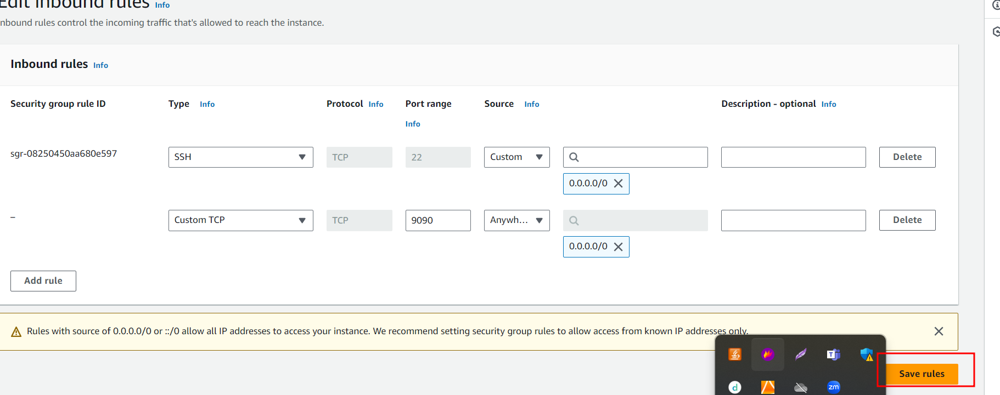 Edit inbound rules Info
Inbound rules control the incoming traffic that's allowed to reach the instance.
Inbound rules Info
Security group rule ID Type Info Protocol Info Port range Info Source Info Description - optional Info
sgr-08250450aa680e597 SSH TCP 22 Custom Delete
0.0.0.0/0
– Custom TCP TCP 9090 Anywh... Delete
0.0.0.0/0
Add rule
Rules with source of 0.0.0.0/0 or ::/0 allow all IP addresses to access your instance. We recommend setting security group rules to allow access from known IP addresses only.
Save rules
d zm